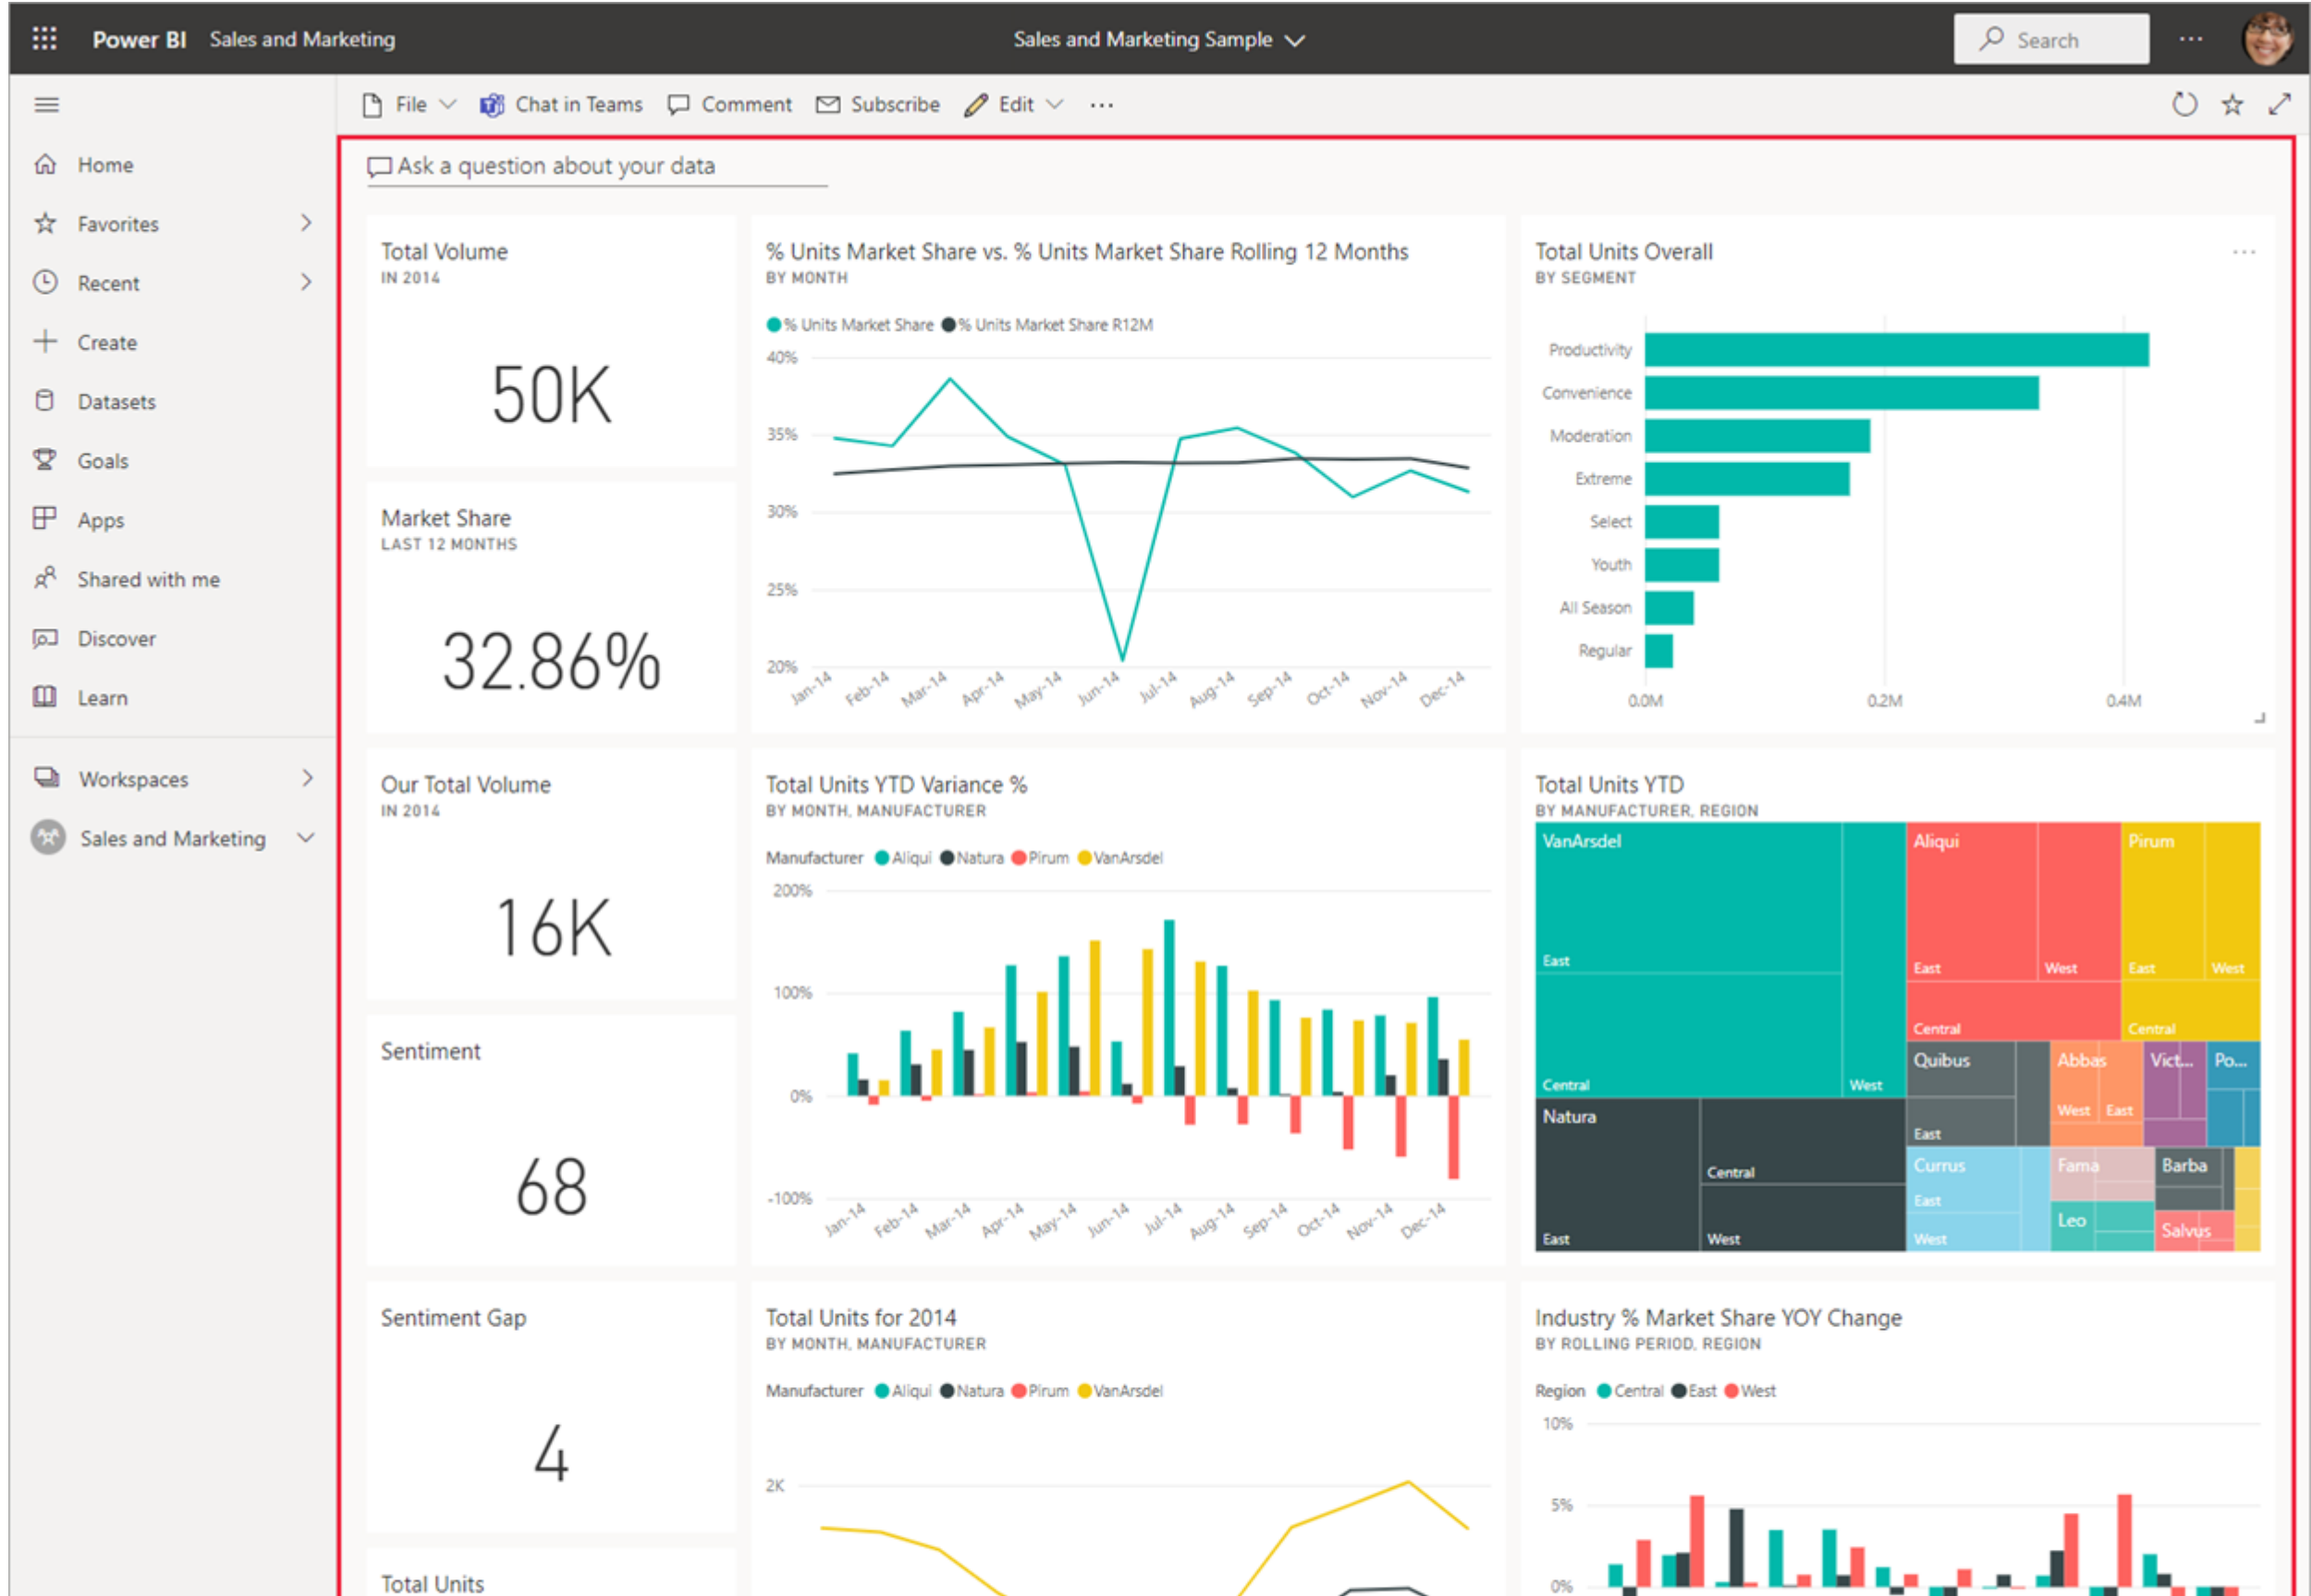 Power BI Sales and Marketing
Sales and Marketing Sample
Search
File
Chat in Teams
Comment
Subscribe
Edit
Home
Favorites
Recent
Create
Datasets
Goals
Apps
Shared with me
Discover
Learn
Workspaces
Sales and Marketing
Ask a question about your data
Total Volume
IN 2014
50K
Market Share
LAST 12 MONTHS
32.86%
Our Total Volume
IN 2014
16K
Sentiment
68
Sentiment Gap
4
Total Units
% Units Market Share vs. % Units Market Share Rolling 12 Months
BY MONTH
% Units Market Share % Units Market Share R12M
40%
35%
30%
25%
20%
Jan-14 Feb-14 Mar-14 Apr-14 May-14 Jun-14 Jul-14 Aug-14 Sep-14 Oct-14 Nov-14 Dec-14
Total Units Overall
BY SEGMENT
Productivity
Convenience
Moderation
Extreme
Select
Youth
All Season
Regular
0.0M 0.2M 0.4M
Total Units YTD Variance %
BY MONTH, MANUFACTURER
Manufacturer Aliqui Natura Pirum VanArsdel
200%
100%
0%
-100%
Jan-14 Feb-14 Mar-14 Apr-14 May-14 Jun-14 Jul-14 Aug-14 Sep-14 Oct-14 Nov-14 Dec-14
Total Units YTD
BY MANUFACTURER, REGION
VanArsdel
East
Central
West
Natura
East
Central
West
Aliqui
East
West
Central
Pirum
East
West
Central
Quibus
East
Abbas
West
East
Vict...
Po...
Currus
East
West
Fama
Barba
Leo
Salvus
Total Units for 2014
BY MONTH, MANUFACTURER
Manufacturer Aliqui Natura Pirum VanArsdel
2K
Industry % Market Share YOY Change
BY ROLLING PERIOD, REGION
Region Central East West
10%
5%
0%